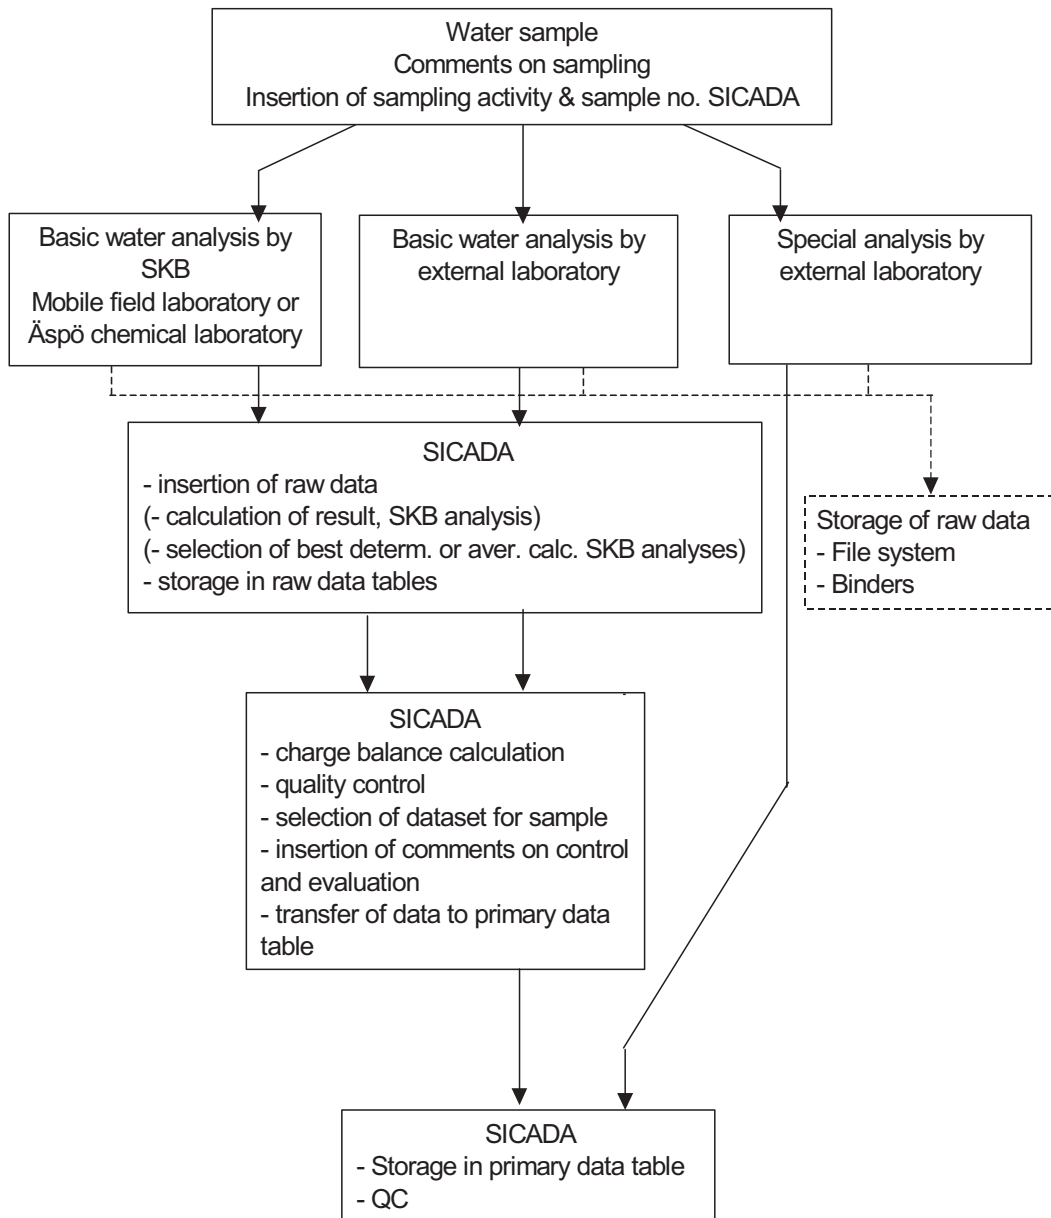 Water sample
Comments on sampling
Insertion of sampling activity & sample no. SICADA
Basic water analysis by
SKB
Mobile field laboratory or
Äspö chemical laboratory
Basic water analysis by
external laboratory
Special analysis by
external laboratory
SICADA
- insertion of raw data
(- calculation of result, SKB analysis)
(- selection of best determ. or aver. calc. SKB analyses)
- storage in raw data tables
Storage of raw data
- File system
- Binders
SICADA
- charge balance calculation
- quality control
- selection of dataset for sample
- insertion of comments on control
and evaluation
- transfer of data to primary data
table
SICADA
- Storage in primary data table
- QC